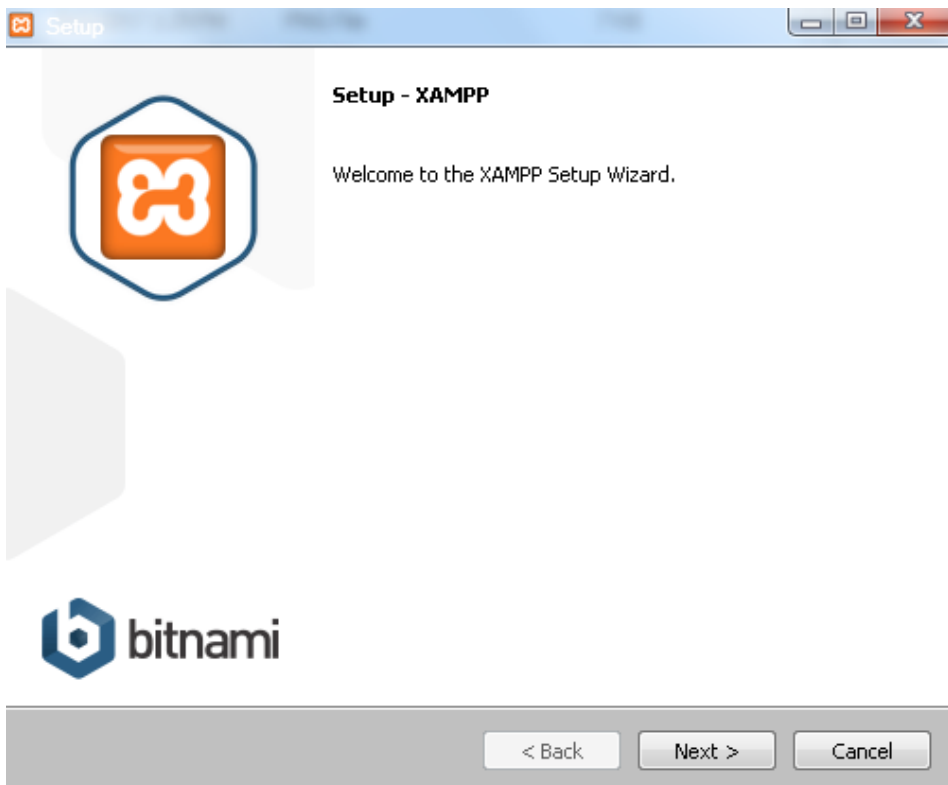 Setup
Setup - XAMPP
Welcome to the XAMPP Setup Wizard.
bitnami
< Back
Next >
Cancel